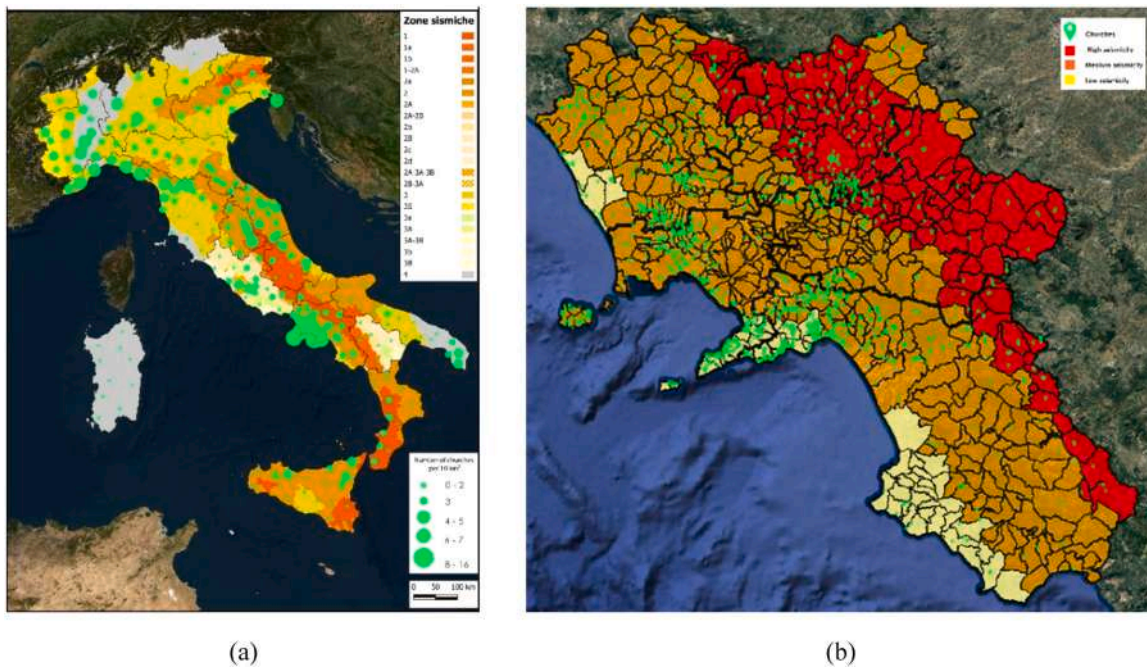 Zone sismiche
1
1a
1b
1-2A
2a
2
2A
2A-2B
2b
2B
2c
2d
2A-3A-3B
2B-3A
3
3S
3a
3A
3A-3B
3b
3B
4
Number of churches
per 10 km²
0 - 2
3
4 - 5
6 - 7
8 - 16
0 50 100 km
(a)
Churches
High seismicity
Medium seismicity
Low seismicity
(b)